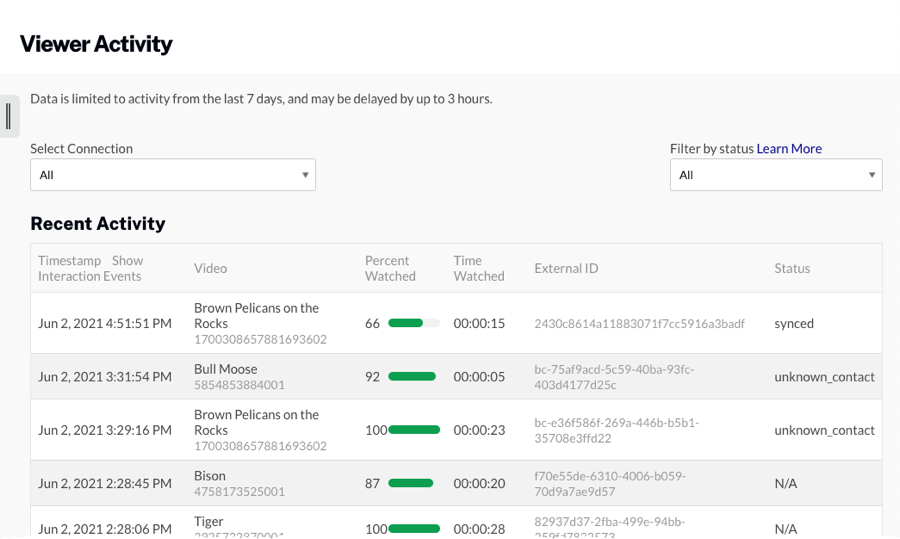 Viewer Activity
Data is limited to activity from the last 7 days, and may be delayed by up to 3 hours.
Select Connection
Filter by status Learn More
All
All
Recent Activity
Timestamp Show Interaction Events
Video
Percent Watched
Time Watched
External ID
Status
Jun 2, 2021 4:51:51 PM
Brown Pelicans on the
Rocks
1700308657881693602
66
00:00:15
2430c8614a11883071f7cc5916a3badf
synced
Jun 2, 2021 3:31:54 PM
Bull Moose
5854853884001
92
00:00:05
bc-75af9acd-5c59-40ba-93fc-
403d4177d25c
unknown_contact
Jun 2, 2021 3:29:16 PM
Brown Pelicans on the
Rocks
1700308657881693602
100
00:00:23
bc-e36f586f-269a-446b-b5b1-
35708e3ffd22
unknown_contact
Jun 2, 2021 2:28:45 PM
Bison
4758173525001
87
00:00:20
f70e55de-6310-4006-b059-
70d9a7ae9d57
N/A
Jun 2, 2021 2:28:06 PM
Tiger
100
00:00:28
82937d37-2fba-499e-94bb-
N/A